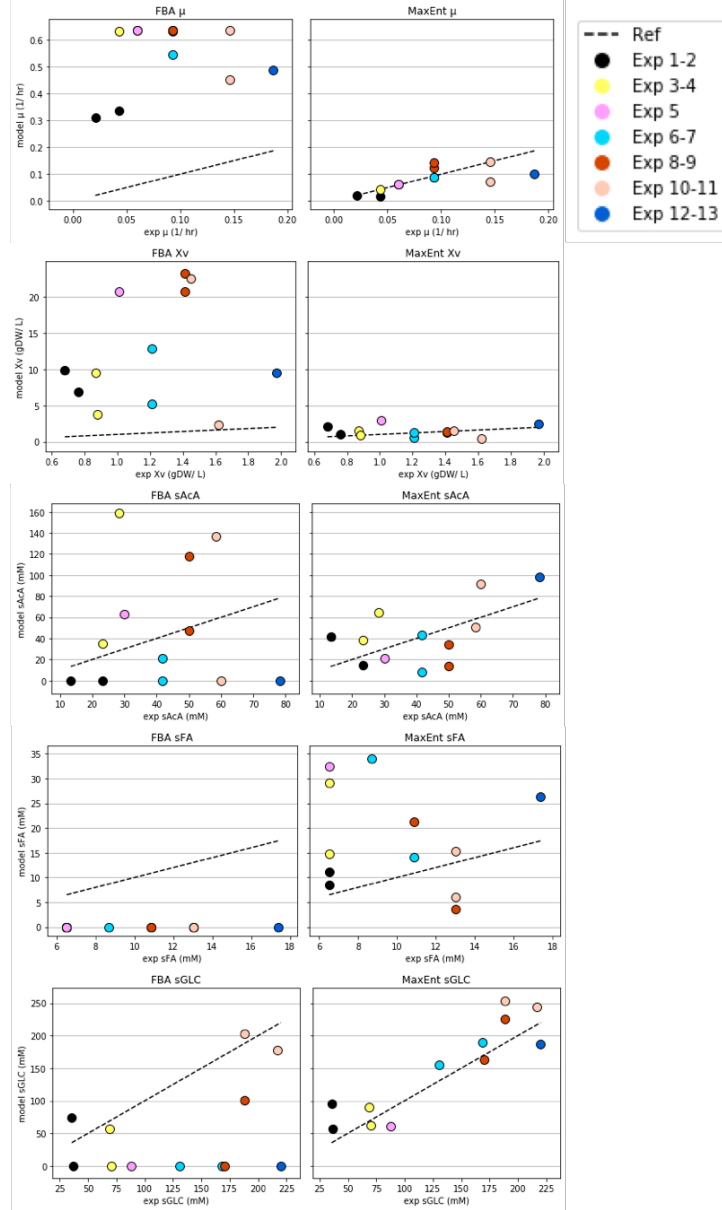 FBA μ
MaxEnt μ
model μ (1/ hr)
0.6
0.5
0.4
0.3
0.2
0.1
0.0
0.00 0.05 0.10 0.15 0.20
0.00 0.05 0.10 0.15 0.20
exp μ (1/ hr)
exp μ (1/ hr)
Ref
Exp 1-2
Exp 3-4
Exp 5
Exp 6-7
Exp 8-9
Exp 10-11
Exp 12-13
FBA Xv
MaxEnt Xv
model Xv (gDW/ L)
20
15
10
5
0
0.6 0.8 1.0 1.2 1.4 1.6 1.8 2.0
0.6 0.8 1.0 1.2 1.4 1.6 1.8 2.0
exp Xv (gDW/ L)
exp Xv (gDW/ L)
FBA sAcA
MaxEnt sAcA
model sAcA (mM)
160
140
120
100
80
60
40
20
0
10 20 30 40 50 60 70 80
10 20 30 40 50 60 70 80
exp sAcA (mM)
exp sAcA (mM)
FBA sFA
MaxEnt sFA
model sFA (mM)
35
30
25
20
15
10
5
0
6 8 10 12 14 16 18
6 8 10 12 14 16 18
exp sFA (mM)
exp sFA (mM)
FBA sGLC
MaxEnt sGLC
model sGLC (mM)
250
200
150
100
50
0
25 50 75 100 125 150 175 200 225
25 50 75 100 125 150 175 200 225
exp sGLC (mM)
exp sGLC (mM)